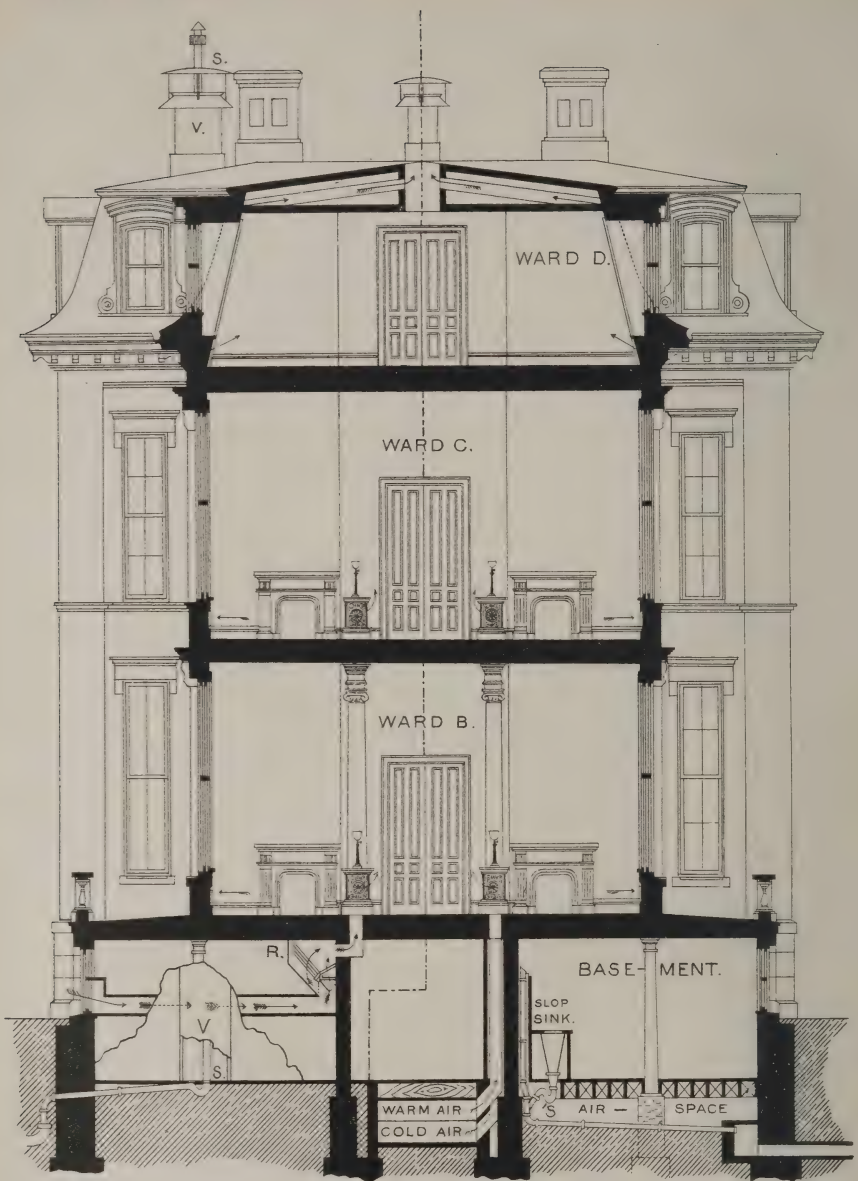 S.
V.
WARD D.
WARD C.
WARD B.
R.
BASE-MENT.
SLOP
SINK.
V
S.
S
WARM AIR
AIR — SPACE
COLD AIR